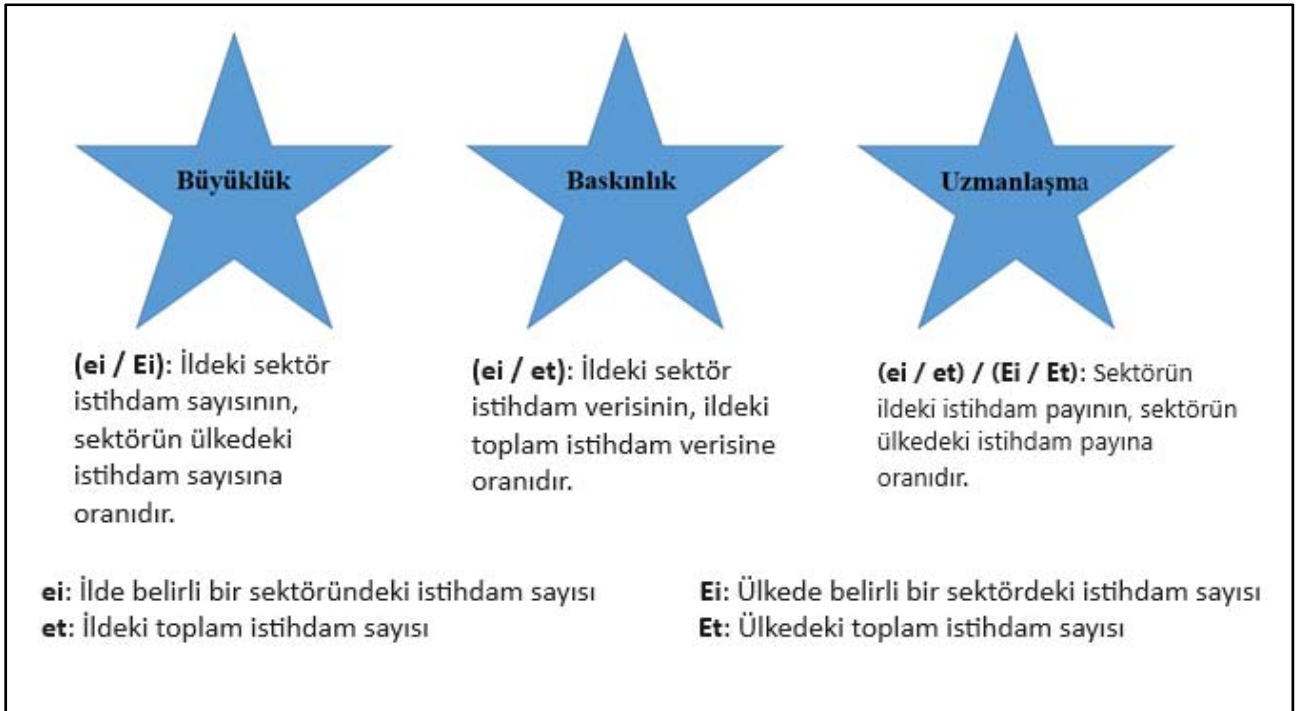 Büyüklük
Baskınlık
Uzmanlaşma
(ei / Ei): İldeki sektör
istihdam sayısının,
sektörün ülkedeki
istihdam sayısına
oranıdır.
(ei / et): İldeki sektör
istihdam verisinin, ildeki
toplam istihdam verisine
oranıdır.
(ei / et) / (Ei / Et): Sektörün
ildeki istihdam payının, sektörün
ülkedeki istihdam payına
oranıdır.
ei: İlde belirli bir sektöründeki istihdam sayısı
et: İldeki toplam istihdam sayısı
Ei: Ülkede belirli bir sektördeki istihdam sayısı
Et: Ülkedeki toplam istihdam sayısı